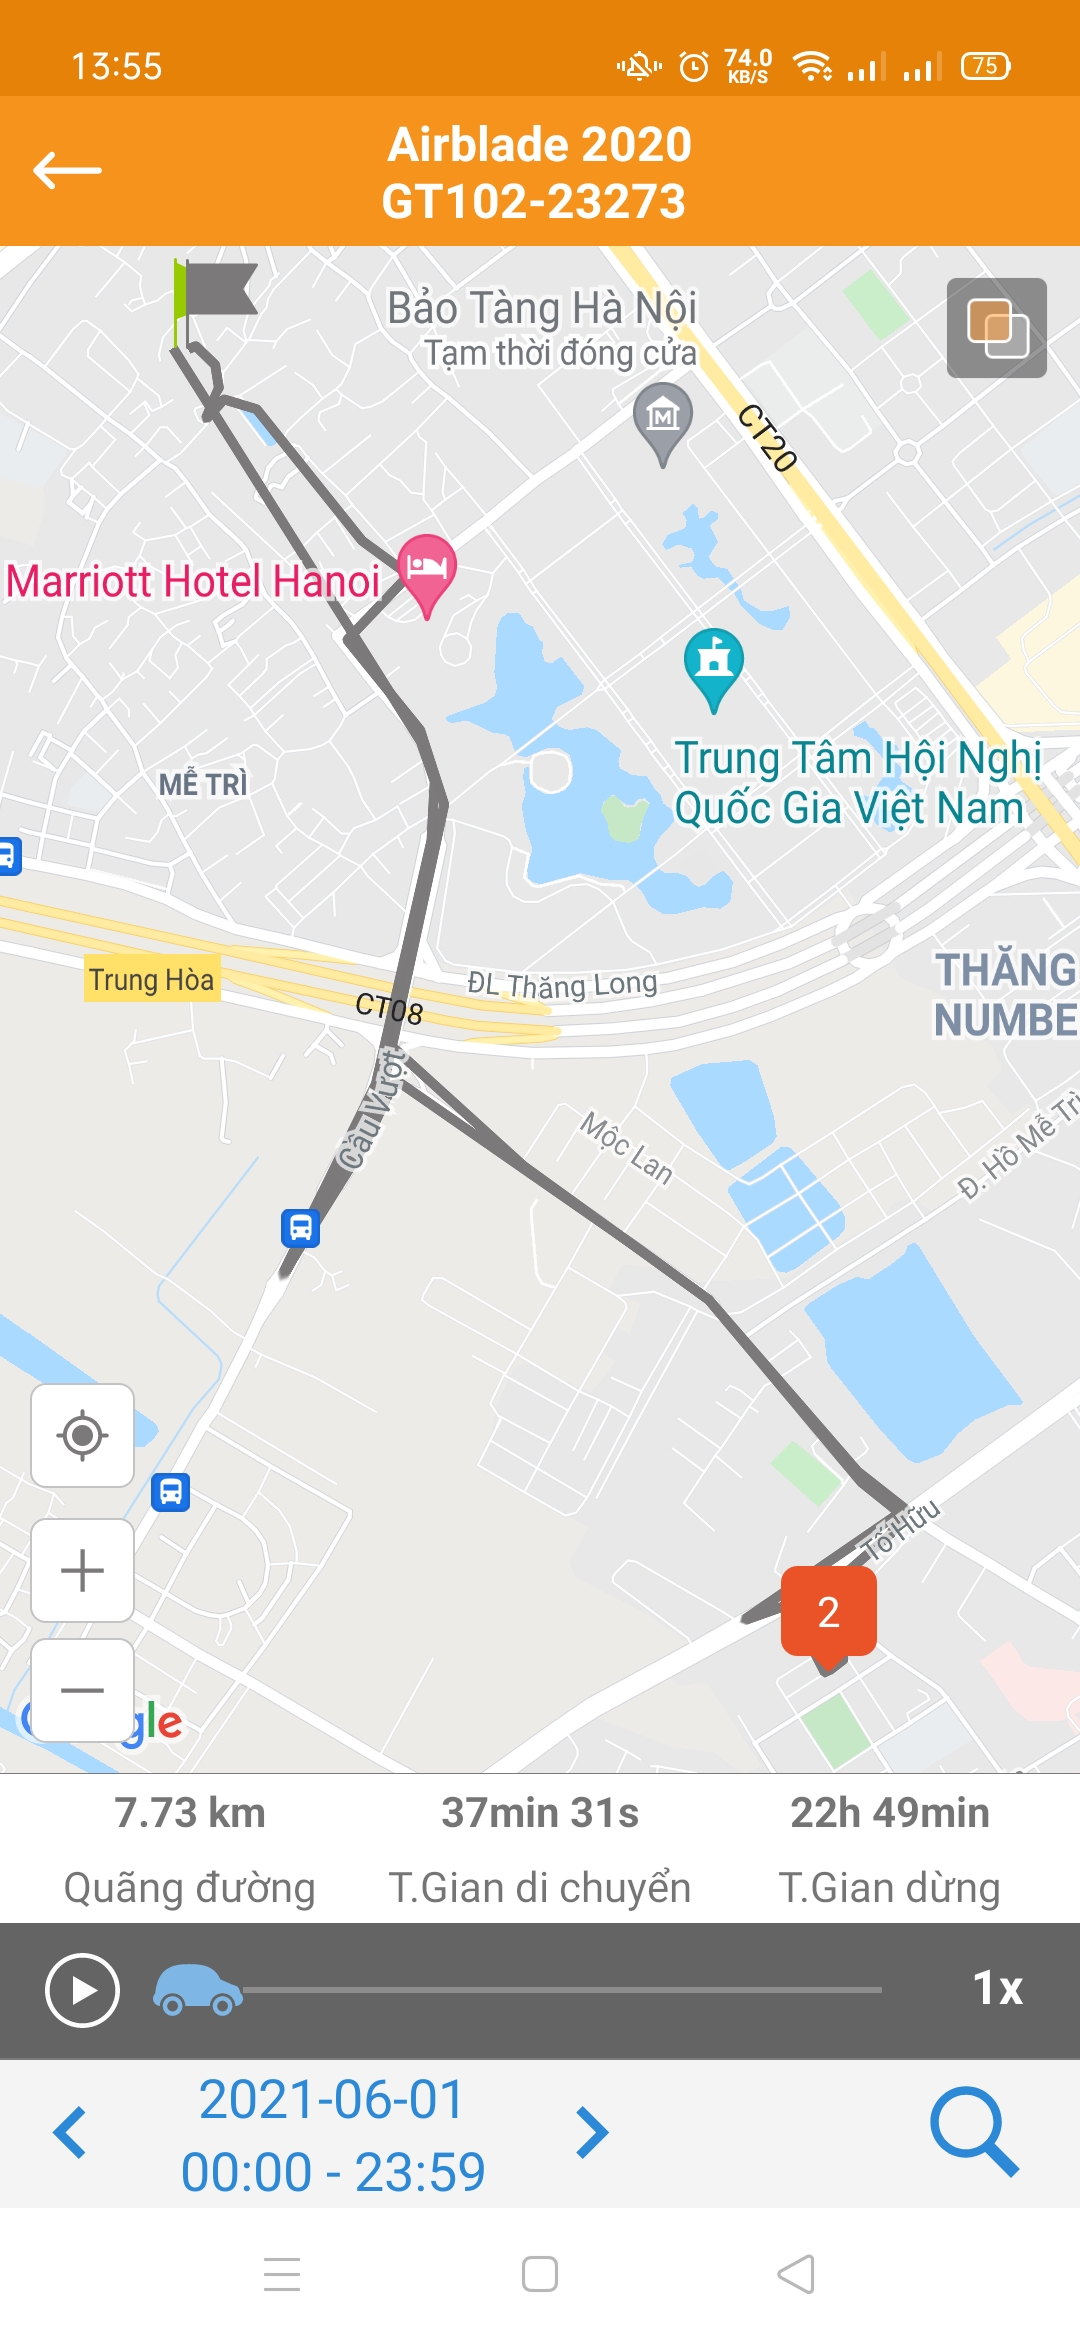 13:55
74.0
KB/S
75
Airblade 2020
GT102-23273
Bảo Tàng Hà Nội
Tạm thời đóng cửa
CT20
Marriott Hotel Hanoi
Trung Tâm Hội Nghị
Quốc Gia Việt Nam
MỄ TRÌ
THĂNG
NUMBE
Trung Hòa
ĐL Thăng Long
CT08
Cầu Vượt
Mộc Lan
Đ. Hồ Mễ Trì
Tố Hữu
2
gle
7.73 km
37min 31s
22h 49min
Quãng đường
T.Gian di chuyển
T.Gian dừng
1x
2021-06-01
00:00 - 23:59